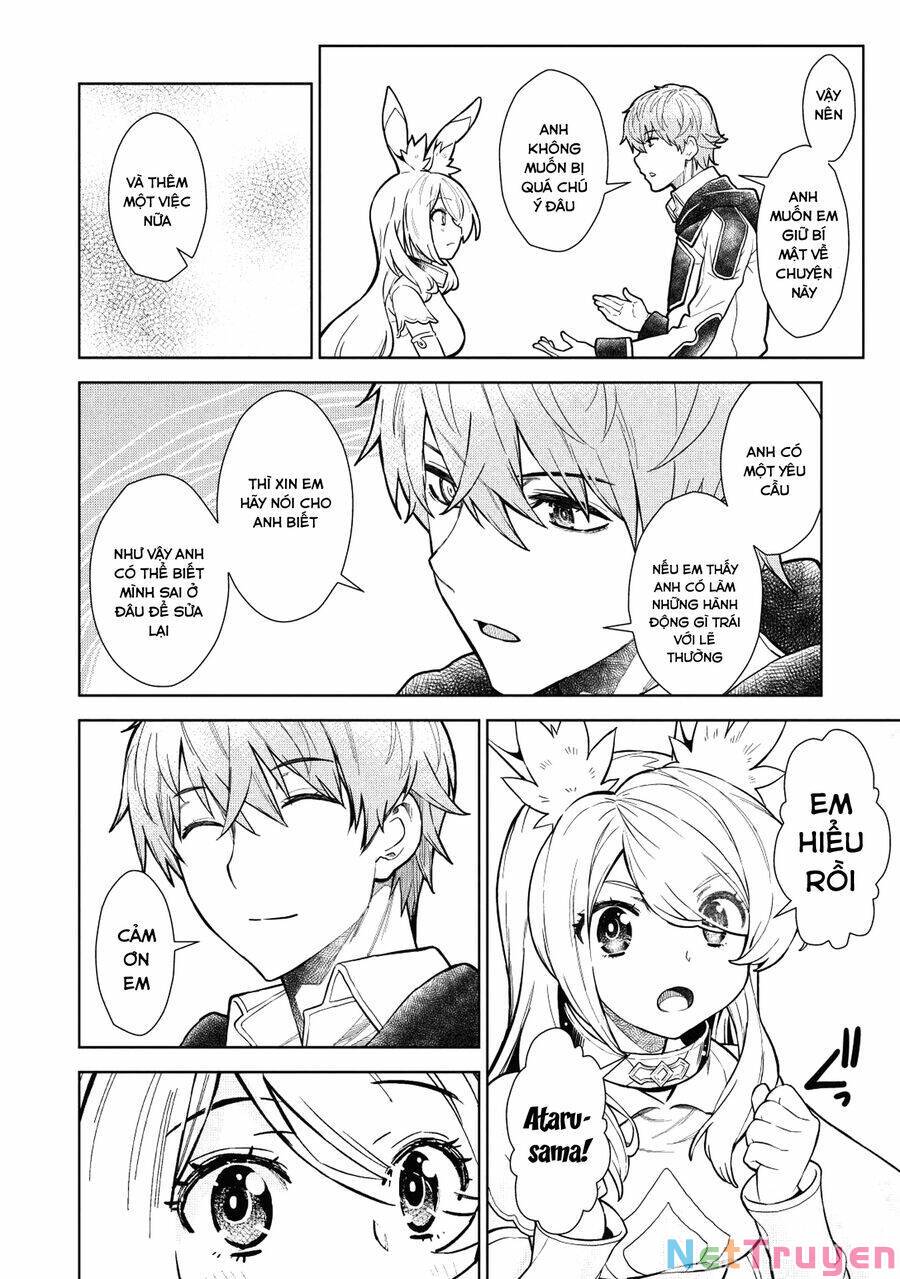 VẬY
NÊN
ANH
MUỐN EM
GIỮ BÍ
MẬT VỀ
CHUYỆN
NÀY
ANH
KHÔNG
MUỐN BỊ
QUÁ CHÚ
Ý ĐÂU
VÀ THÊM
MỘT VIỆC
NỮA
ANH CÓ
MỘT YÊU
CẦU
NẾU EM THẤY
ANH CÓ LÀM
NHỮNG HÀNH
ĐỘNG GÌ TRÁI
VỚI LẼ
THƯỜNG
THÌ XIN EM
HÃY NÓI CHO
ANH BIẾT
NHƯ VẬY ANH
CÓ THỂ BIẾT
MÌNH SAI Ở
ĐÂU ĐỂ SỬA
LẠI
EM
HIỂU
RỒI
Ataru-
sama!
CẢM
ƠN
EM
NetTruyen